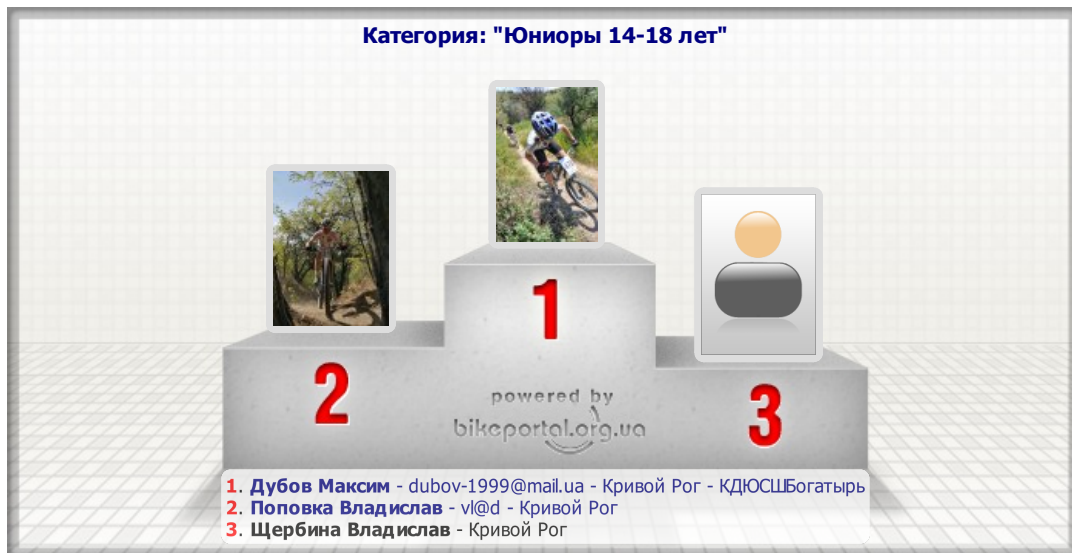 Категория: "Юниоры 14-18 лет"
1
2
3
powered by
bikeportal.org.ua
1. Дубов Максим - dubov-1999@mail.ua - Кривой Рог - КДЮСШБогатырь
2. Поповка Владислав - vl@d - Кривой Рог
3. Щербина Владислав - Кривой Рог